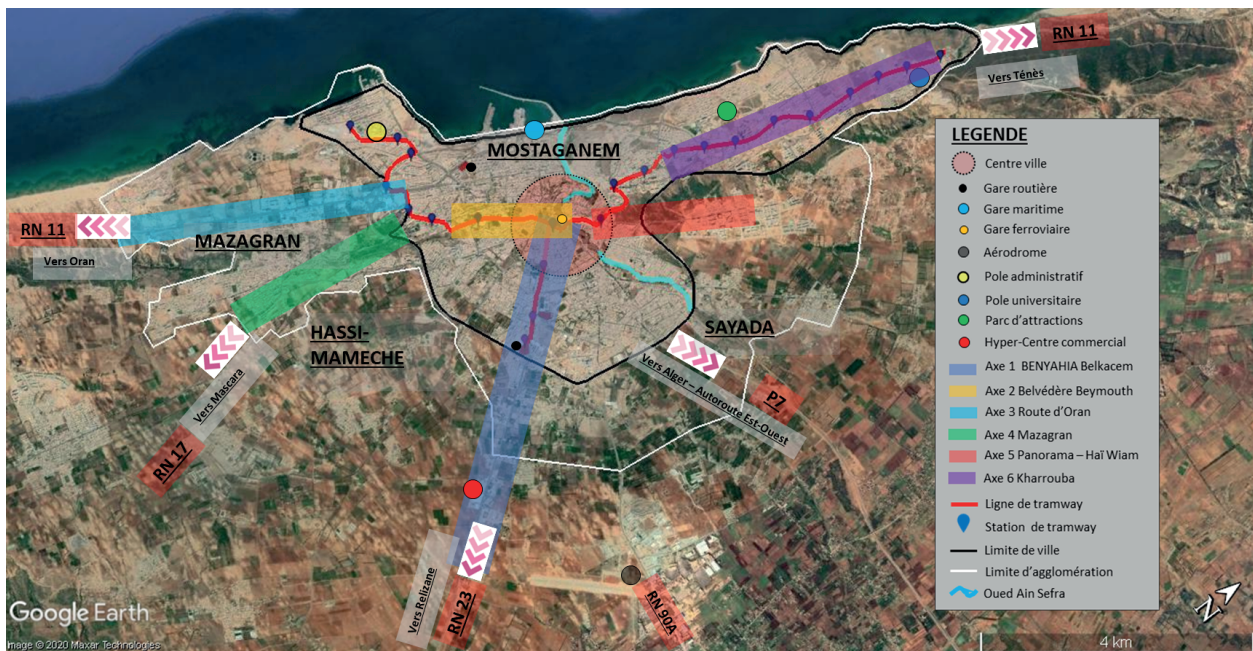 RN 11
Vers Ténès
MOSTAGANEM
RN 11
Vers Oran
MAZAGRAN
HASSI-
MAMECHE
SAYADA
Vers Mascara
RN 17
Vers Alger – Autoroute Est-Ouest
P7
Vers Relizane
RN 23
RN 90A
LEGENDE
Centre ville
Gare routière
Gare maritime
Gare ferroviaire
Aérodrome
Pole administratif
Pole universitaire
Parc d'attractions
Hyper-Centre commercial
Axe 1 BENYAHIA Belkacem
Axe 2 Belvédère Beymouth
Axe 3 Route d'Oran
Axe 4 Mazagran
Axe 5 Panorama – Haï Wiam
Axe 6 Kharrouba
Ligne de tramway
Station de tramway
Limite de ville
Limite d'agglomération
Oued Ain Sefra
N
4 km
Google Earth
Image © 2020 Maxar Technologies